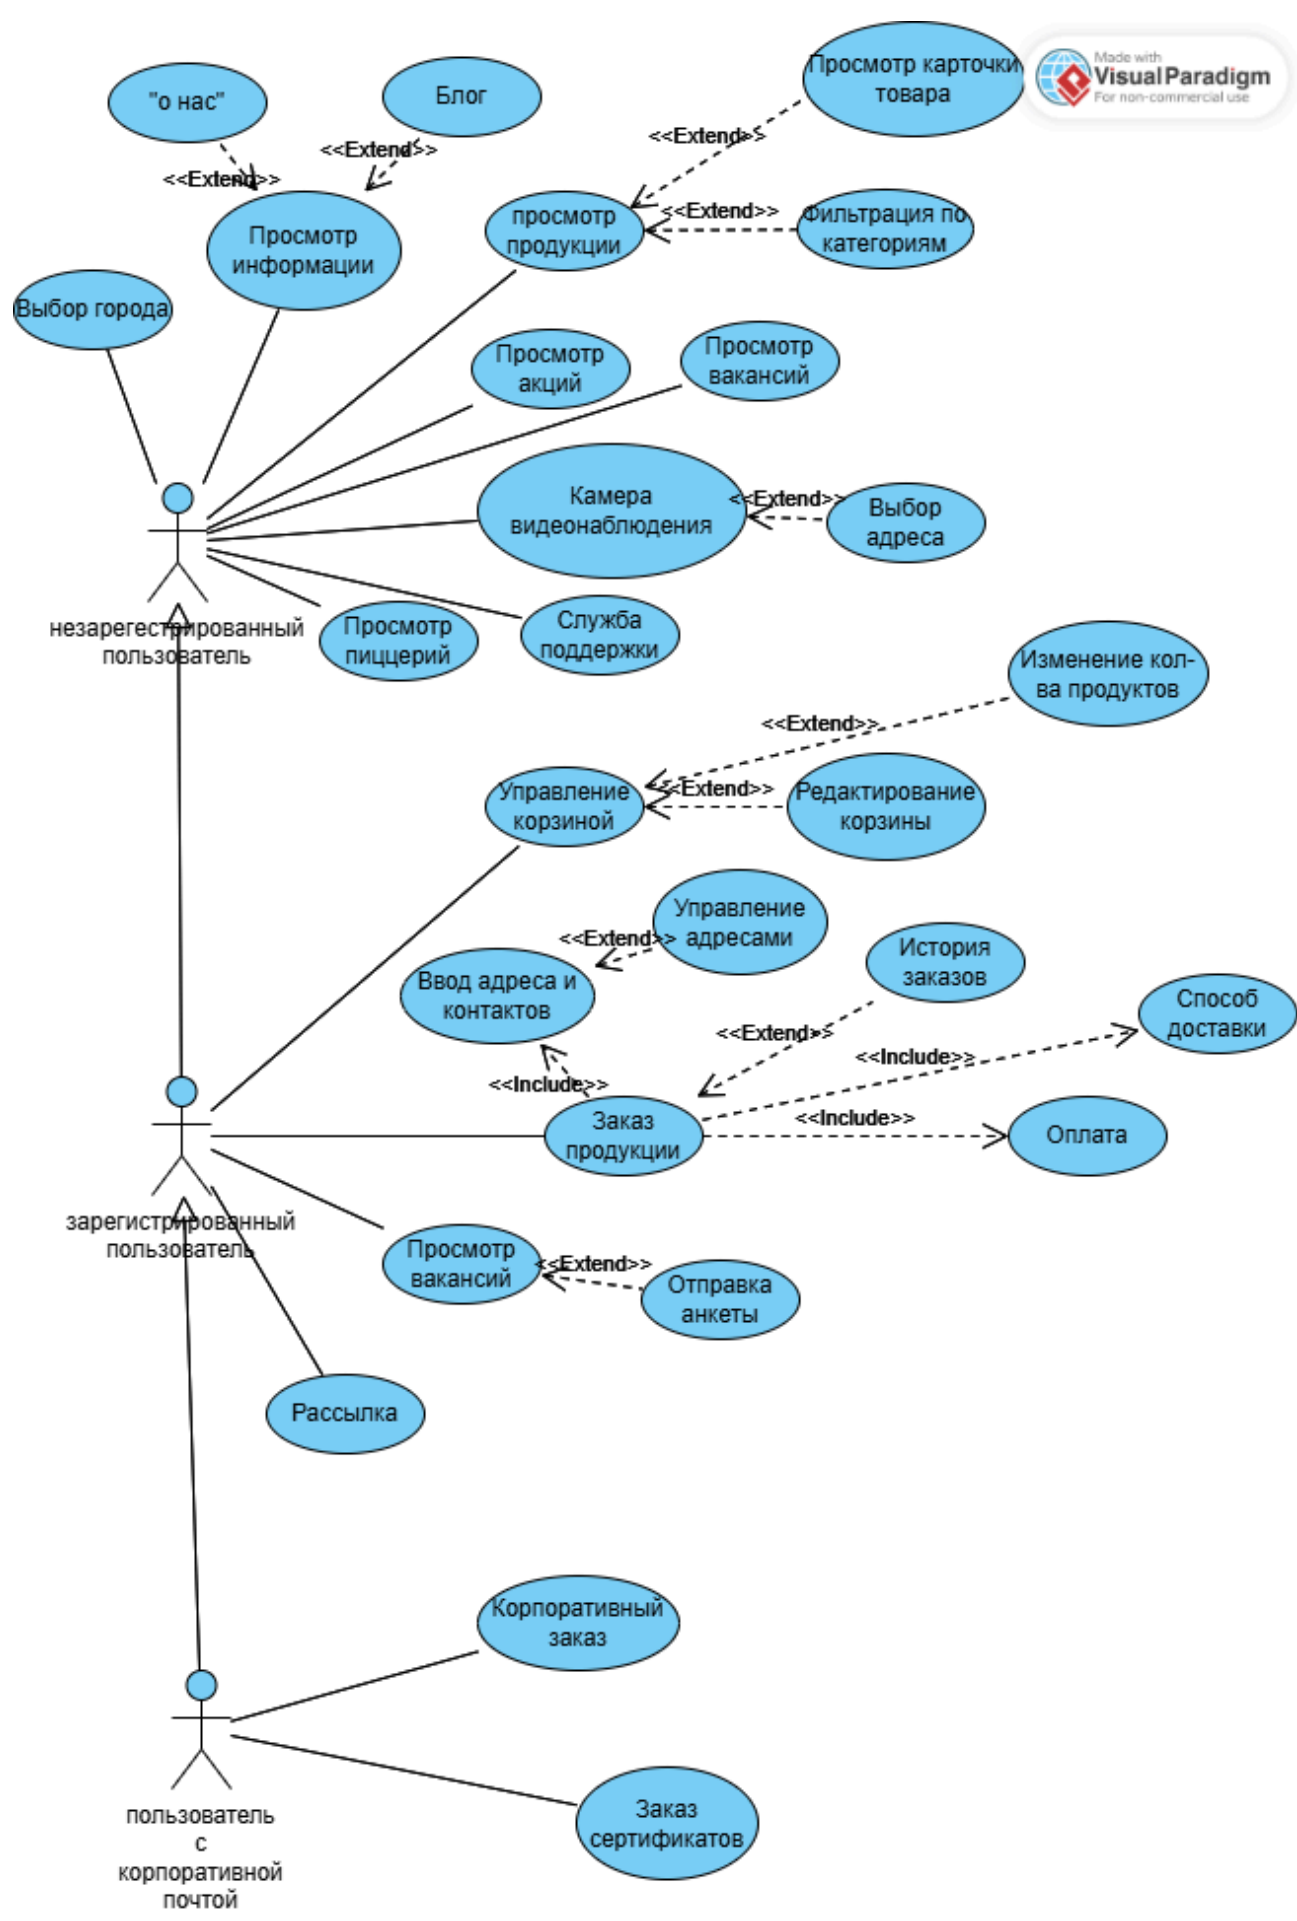 Просмотр карточки
товара
Made with
Visual Paradigm
For non-commercial use
"о нас"
Блог
<<Extend>>
<<Extend>>
<<Extend>>
Просмотр
информации
просмотр
продукции
<<Extend>>
Фильтрация по
категориям
Выбор города
Просмотр
акций
Просмотр
вакансий
Камера
видеонаблюдения
<<Extend>>
Выбор
адреса
незарегестрированный
пользователь
Просмотр
пиццерий
Служба
поддержки
Изменение кол-
ва продуктов
<<Extend>>
Управление
корзиной
<<Extend>>
Редактирование
корзины
Управление
адресами
<<Extend>>
История
заказов
Ввод адреса и
контактов
Способ
доставки
<<Extend>>
<<Include>>
<<Include>>
Заказ
продукции
<<Include>>
Оплата
зарегистрированный
пользователь
Просмотр
вакансий
<<Extend>>
Отправка
анкеты
Рассылка
Корпоративный
заказ
Заказ
сертификатов
пользователь
с
корпоративной
почтой